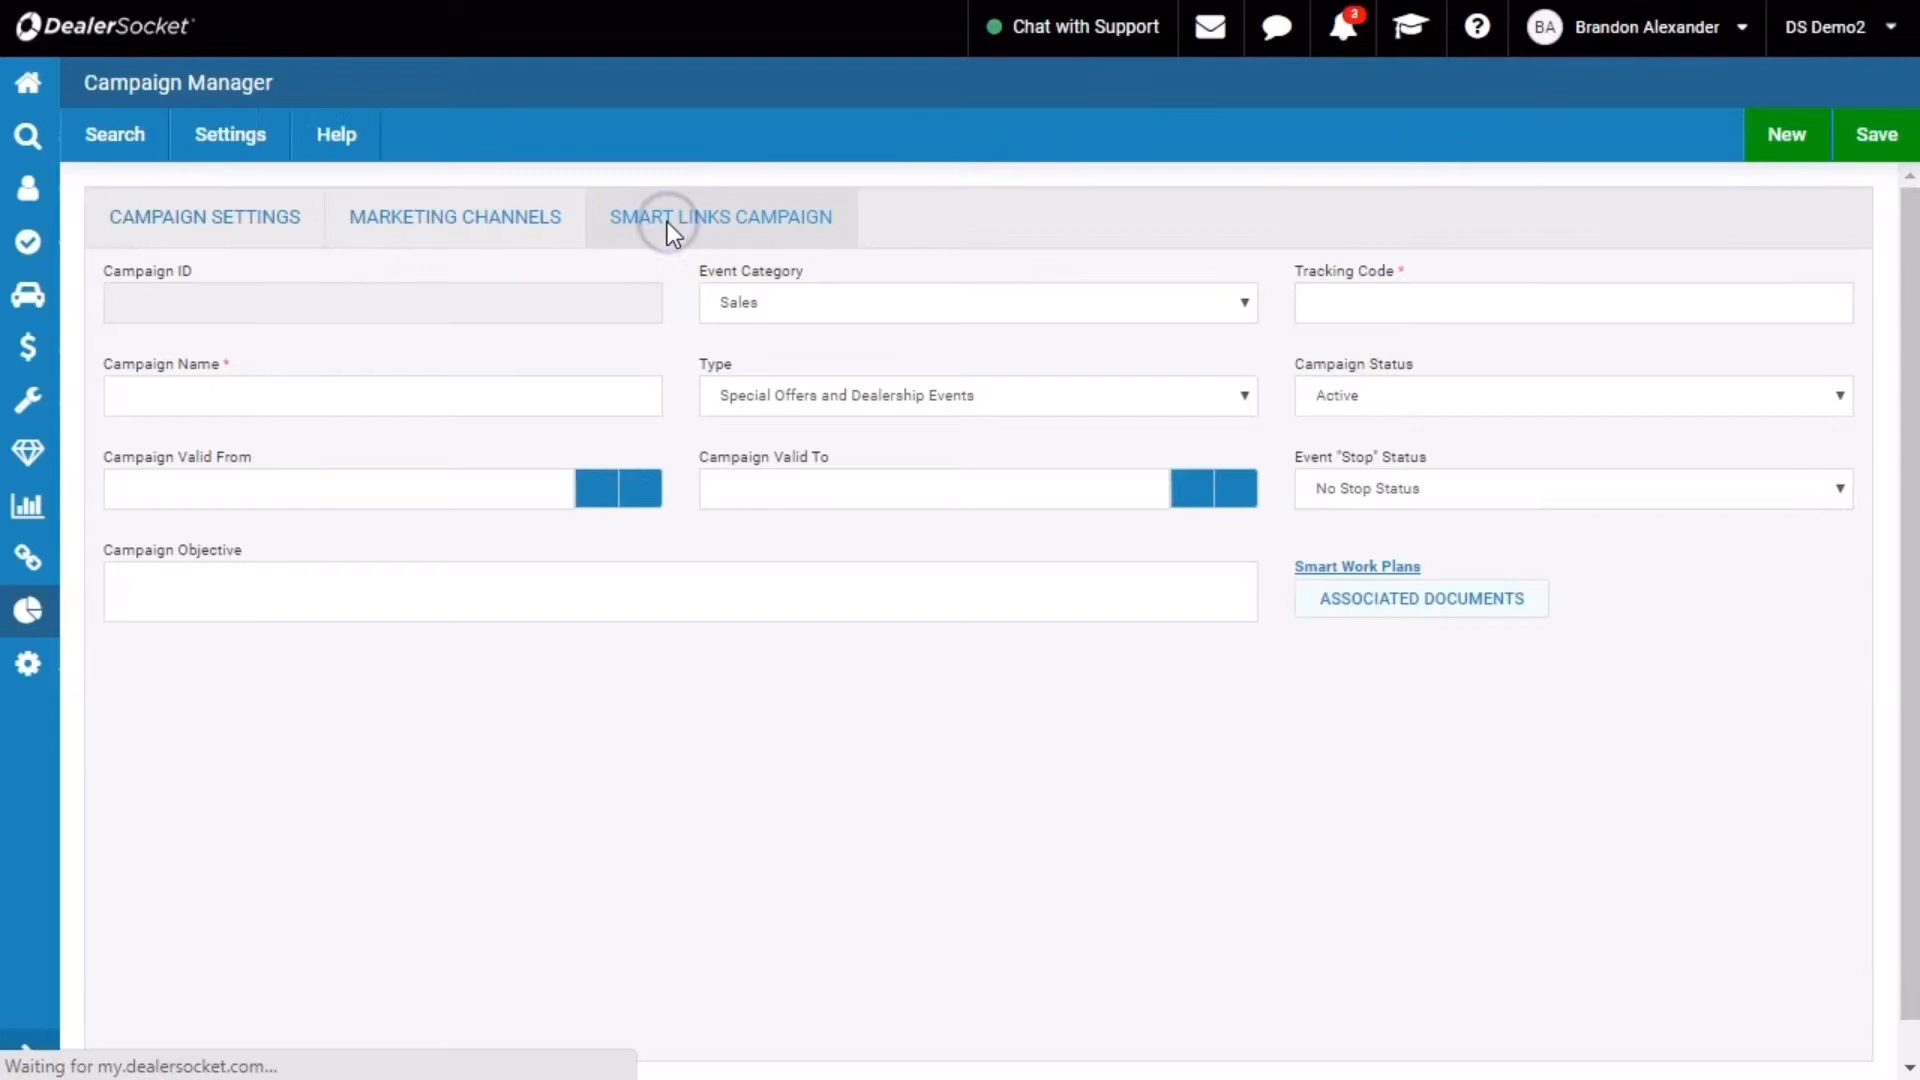 DealerSocket
Chat with Support
3
BA
Brandon Alexander
DS Demo2
Campaign Manager
Search
Settings
Help
New
Save
CAMPAIGN SETTINGS
MARKETING CHANNELS
SMART LINKS CAMPAIGN
Campaign ID
Event Category
Tracking Code *
Sales
Campaign Name *
Type
Campaign Status
Special Offers and Dealership Events
Active
Campaign Valid From
Campaign Valid To
Event "Stop" Status
No Stop Status
Campaign Objective
Smart Work Plans
ASSOCIATED DOCUMENTS
Waiting for my.dealersocket.com...